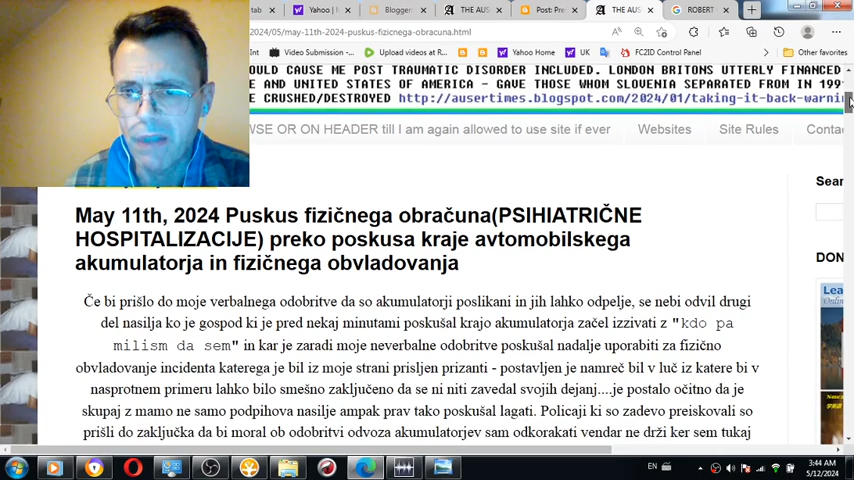 tab
Yahoo |
Blogger
THE AUS
Post: Pre
THE AUS
ROBERT
2024/05/may-11th-2024-puskus-fizicnega-obracuna.html
Int
Video Submission -...
Upload videos at R...
Yahoo Home
UK
FC2ID Control Panel
Other favorites
OULD CAUSE ME POST TRAUMATIC DISORDER INCLUDED. LONDON BRITONS UTTERLY FINANCED
E AND UNITED STATES OF AMERICA - GAVE THOSE WHOM SLOVENIA SEPARATED FROM IN 199
E CRUSHED/DESTROYED http://ausertimes.blogspot.com/2024/01/taking-it-back-warnin
WSE OR ON HEADER till I am again allowed to use site if ever
Websites
Site Rules
Conta
Sear
May 11th, 2024 Puskus fizičnega obračuna(PSIHIATRIČNE
HOSPITALIZACIJE) preko poskusa kraje avtomobilskega
akumulatorja in fizičnega obvladovanja
DON
Če bi prišlo do moje verbalnega odobritve da so akumulatorji poslikani in jih lahko odpelje, se nebi odvil drugi
del nasilja ko je gospod ki je pred nekaj minutami poskušal krajo akumulatorja začel izzivati z "kdo pa
milism da sem" in kar je zaradi moje neverbalne odobritve poskušal nadalje uporabiti za fizično
obvladovanje incidenta katerega je bil iz moje strani prisljen prizanti - postavljen je namreč bil v luč iz katere bi v
nasprotnem primeru lahko bilo smešno zaključeno da se ni niti zavedal svojih dejanj....je postalo očitno da je
skupaj z mamo ne samo podpihova nasilje ampak prav tako poskušal lagati. Policaji ki so zadevo preiskovali so
prišli do zaključka da bi moral ob odobritvi odvoza akumulatorjev sam odkorakati vendar ne drži ker sem tukaj
Lea
EN
3:44 AM
5/12/2024